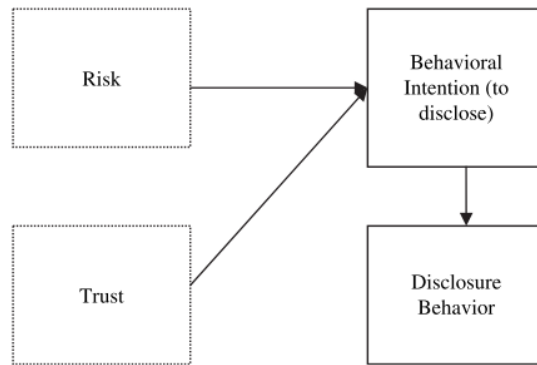 Risk
Behavioral
Intention (to
disclose)
Trust
Disclosure
Behavior